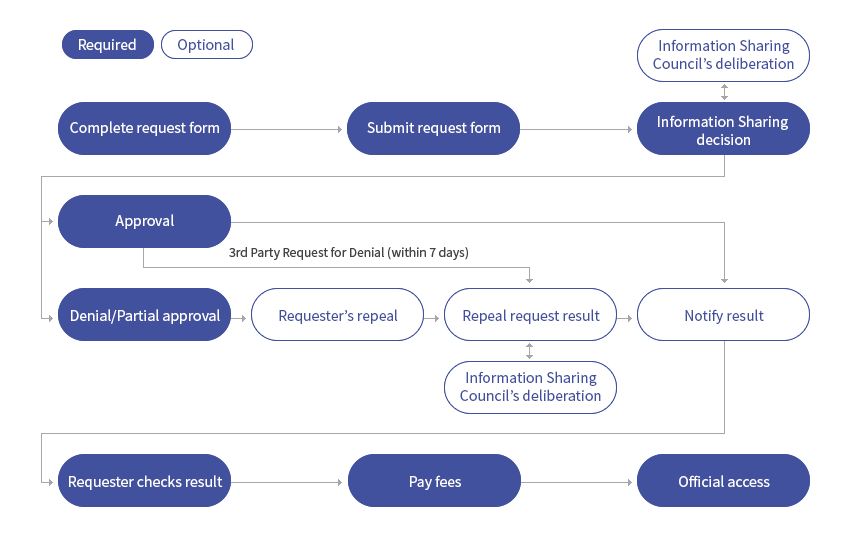 Required
Optional
Information Sharing
Council’s deliberation
Complete request form
Submit request form
Information Sharing
decision
Approval
3rd Party Request for Denial (within 7 days)
Denial/Partial approval
Requester’s repeal
Repeal request result
Notify result
Information Sharing
Council’s deliberation
Requester checks result
Pay fees
Official access